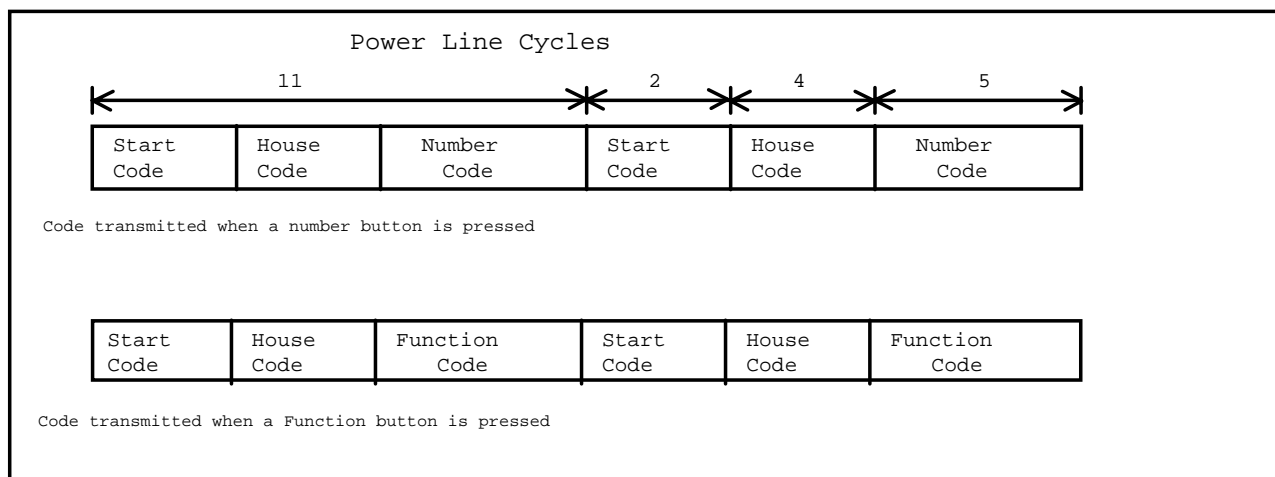 Power Line Cycles
11 2 4 5
Start House Number Start House Number
Code Code Code Code Code Code
Code transmitted when a number button is pressed
Start House Function Start House Function
Code Code Code Code Code Code
Code transmitted when a Function button is pressed